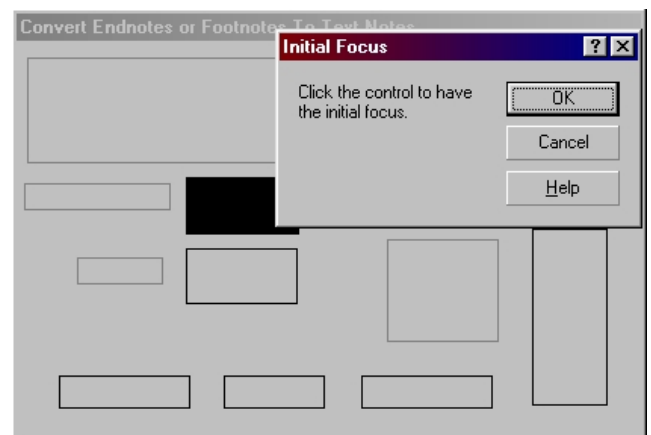 Convert Endnotes or Footnotes To Text Notes
Initial Focus
Click the control to have
the initial focus.
OK
Cancel
Help